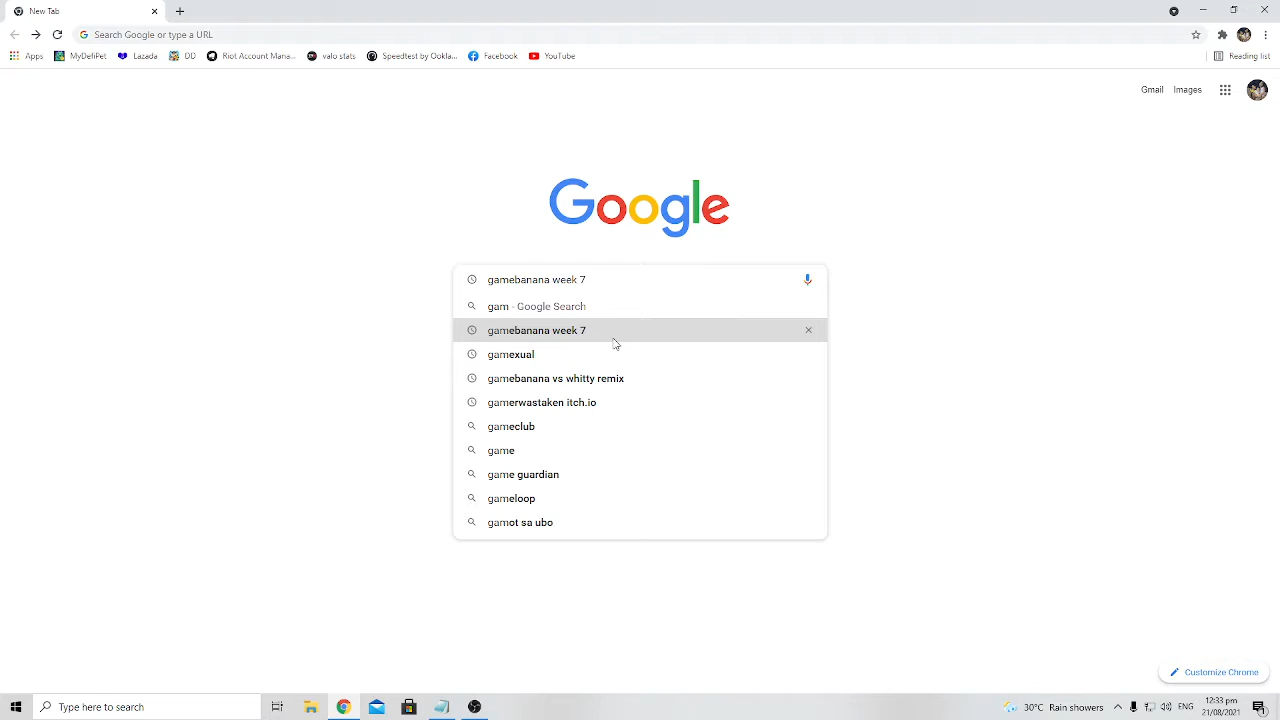 New Tab
Search Google or type a URL
Apps MyDefiPet Lazada DD Riot Account Mana... valo stats Speedtest by Ookla... Facebook YouTube Reading list
Gmail Images
Google
gamebanana week 7
gam - Google Search
gamebanana week 7
gamexual
gamebanana vs whitty remix
gamerwastaken itch.io
gameclub
game
game guardian
gameloop
gamot sa ubo
Customize Chrome
Type here to search
30°C Rain showers ENG
12:33 pm
21/08/2021